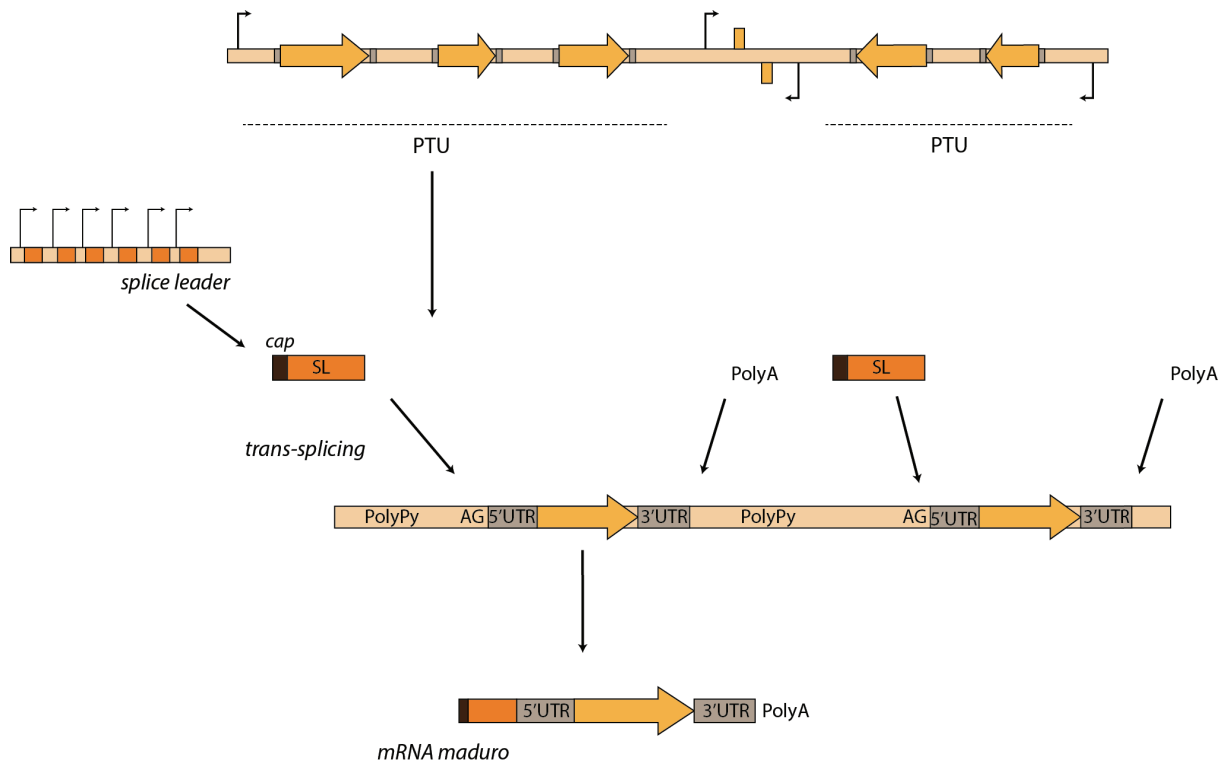 PTU
PTU
splice leader
cap
SL
PolyA
SL
PolyA
trans-splicing
PolyPy AG 5'UTR 3'UTR PolyPy AG 5'UTR 3'UTR
5'UTR 3'UTR PolyA
mRNA maduro